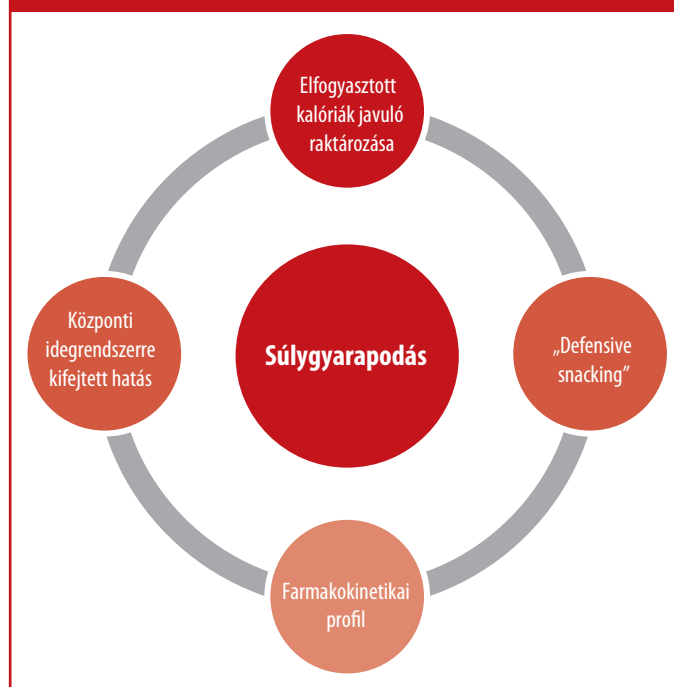 Elfogyasztott
kalóriák javuló
raktározása
Központi
idegrendszerre
kifejtett hatás
Súlygyarapodás
„Defensive
snacking”
Farmakokinetikai
profil